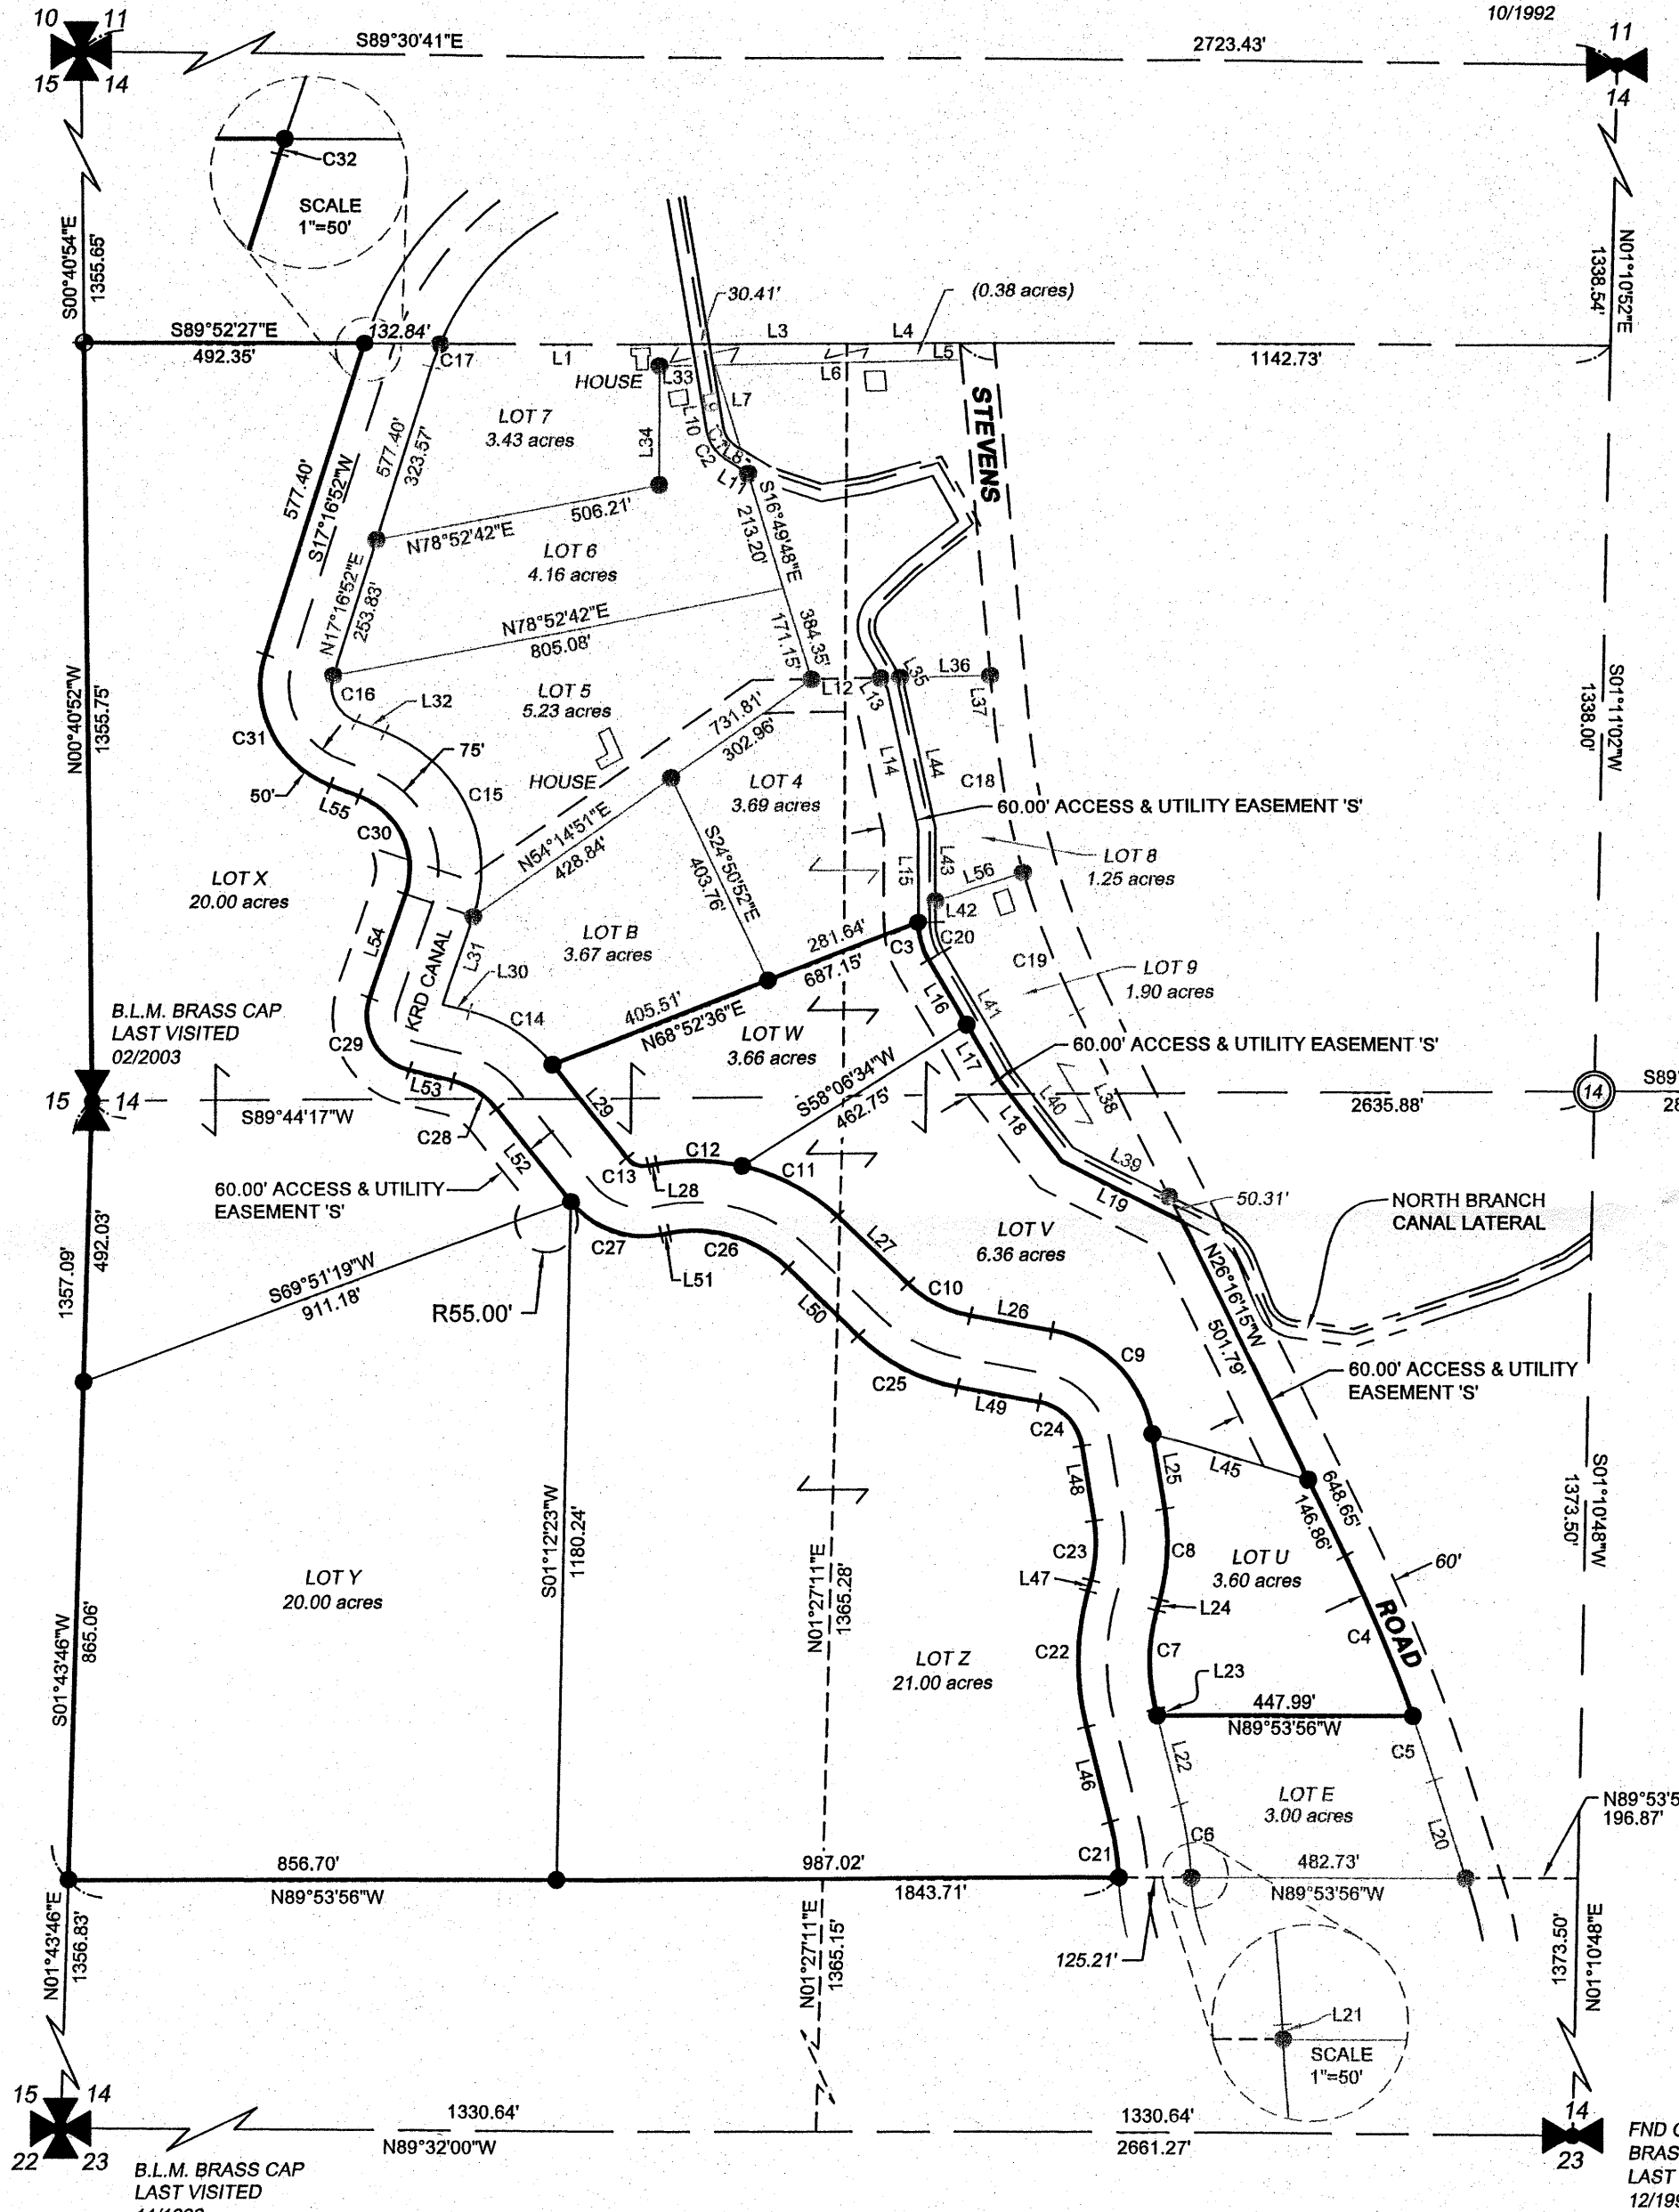 10 11
10/1992
11
S89°30'41"E
2723.43'
15 14
14
C32
SCALE
1"=50'
S00°40'54"E
1355.65'
N01°10'52"E
1338.54'
30.41'
(0.38 acres)
S89°52'27"E
492.35'
132.84'
C17
L1
L3
L4
L5
1142.73'
HOUSE
L33
L6
L7
STEVENS
LOT 7
3.43 acres
L34
L10
C2
L8
L11
577.40'
S17°16'52"W
577.40'
323.57'
N78°52'42"E
506.21'
S16°49'48"E
213.20'
LOT 6
4.16 acres
N17°16'52"E
253.83'
N78°52'42"E
805.08'
384.35'
171.15'
C16
L32
LOT 5
5.23 acres
L12
L13
L35
L36
L37
N00°40'52"W
1355.75'
S01°11'02"W
1338.00'
C31
75'
731.81'
302.96'
50'
L55
C15
HOUSE
LOT 4
3.69 acres
L14
L44
C18
60.00' ACCESS & UTILITY EASEMENT 'S'
C30
N54°14'51"E
428.84'
S24°50'52"E
403.76'
L15
L43
L56
LOT 8
1.25 acres
LOT X
20.00 acres
L42
L54
KRD CANAL
L31
L30
LOT B
3.67 acres
281.64'
687.15'
C3
C20
C19
LOT 9
1.90 acres
B.L.M. BRASS CAP
LAST VISITED
02/2003
C29
C14
405.51'
N68°52'36"E
LOT W
3.66 acres
L16
L41
L17
60.00' ACCESS & UTILITY EASEMENT 'S'
15 14
S89°44'17"W
L53
L29
S58°06'34"W
462.75'
L18
L40
L38
2635.88'
14
S89°
28
C28
L52
C13
C12
L28
C11
L39
L19
50.31'
60.00' ACCESS & UTILITY
EASEMENT 'S'
NORTH BRANCH
CANAL LATERAL
1357.09'
492.03'
C27
C26
L51
L27
LOT V
6.36 acres
S69°51'19"W
911.18'
R55.00'
L50
C10
L26
N26°16'15"W
501.79'
C9
C25
L49
C24
60.00' ACCESS & UTILITY
EASEMENT 'S'
L45
L25
L48
648.65'
146.86'
S01°10'48"W
1373.50'
S01°12'23"W
1180.24'
N01°27'11"E
1365.28'
C23
C8
LOT U
3.60 acres
60'
LOT Y
20.00 acres
L47
L24
ROAD
C4
S01°43'46"W
865.06'
LOT Z
21.00 acres
C22
C7
L23
447.99'
N89°53'56"W
C5
L46
L22
LOT E
3.00 acres
L20
N89°53'5
196.87'
856.70'
N89°53'56"W
987.02'
1843.71'
C21
C6
482.73'
N89°53'56"W
N01°43'46"E
1356.83'
N01°27'11"E
1365.15'
125.21'
1373.50'
N01°10'48"E
L21
SCALE
1"=50'
15 14
1330.64'
1330.64'
14
N89°32'00"W
2661.27'
22 23
23
B.L.M. BRASS CAP
LAST VISITED
FND
BRAS
LAST
12/199